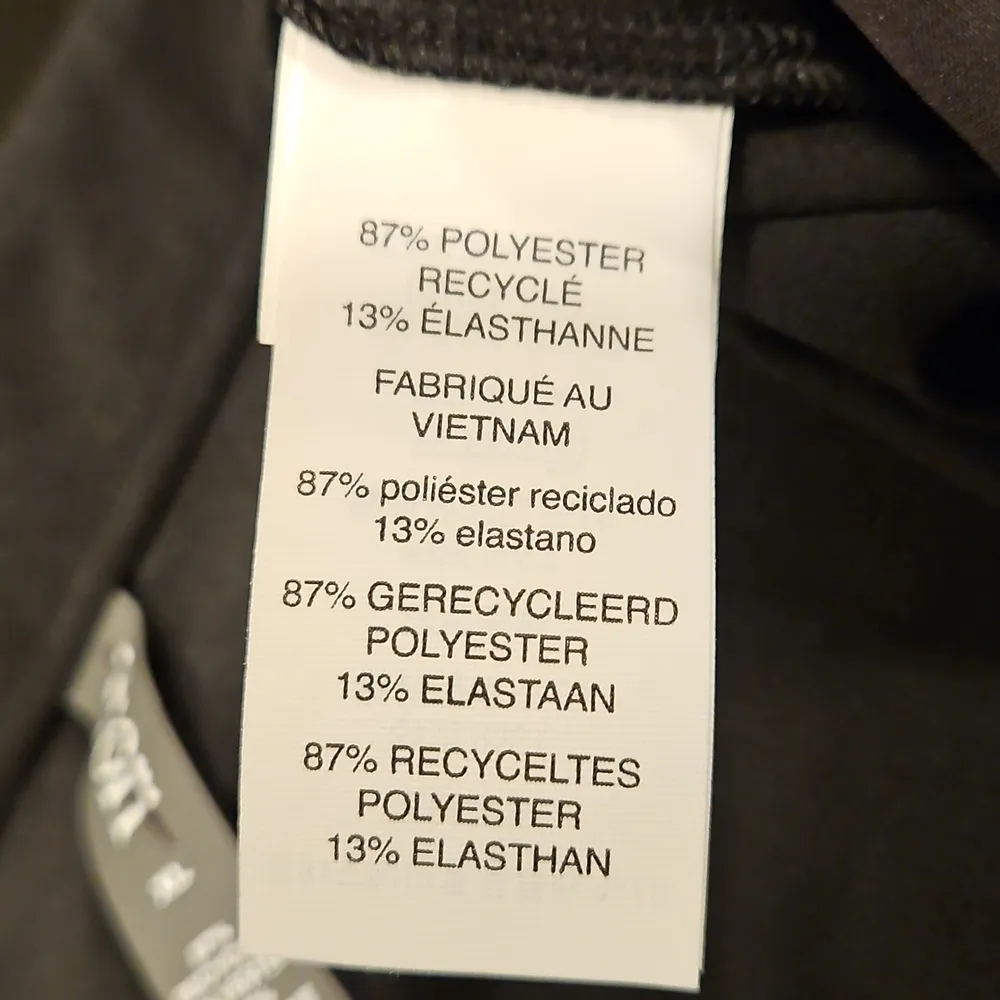 87% POLYESTER
RECYCLÉ
13% ÉLASTHANNE
FABRIQUÉ AU
VIETNAM
87% poliéster reciclado
13% elastano
87% GERECYCLEERD
POLYESTER
13% ELASTAAN
87% RECYCELTES
POLYESTER
13% ELASTHAN